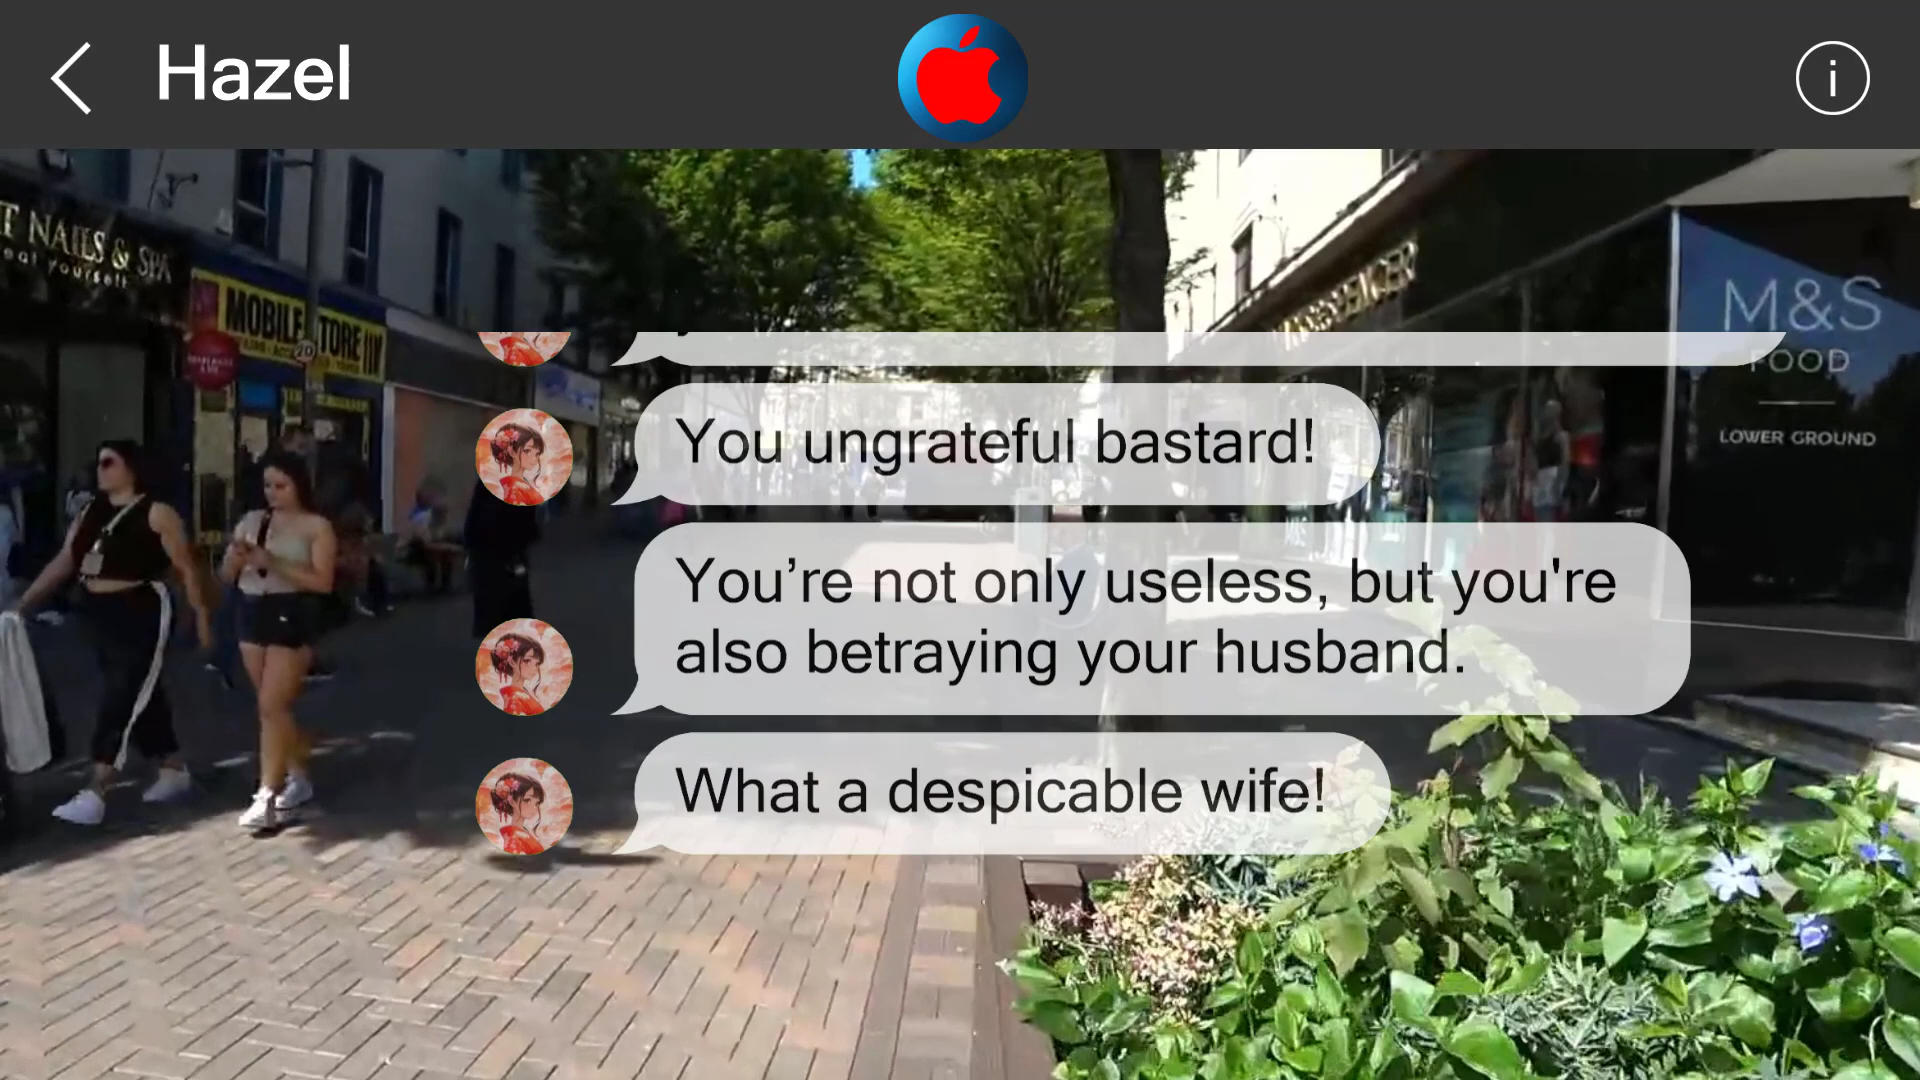 Hazel
NAILS & SPA
yourself
MOBILE STORE
M&S
FOOD
LOWER GROUND
You ungrateful bastard!
You’re not only useless, but you're
also betraying your husband.
What a despicable wife!